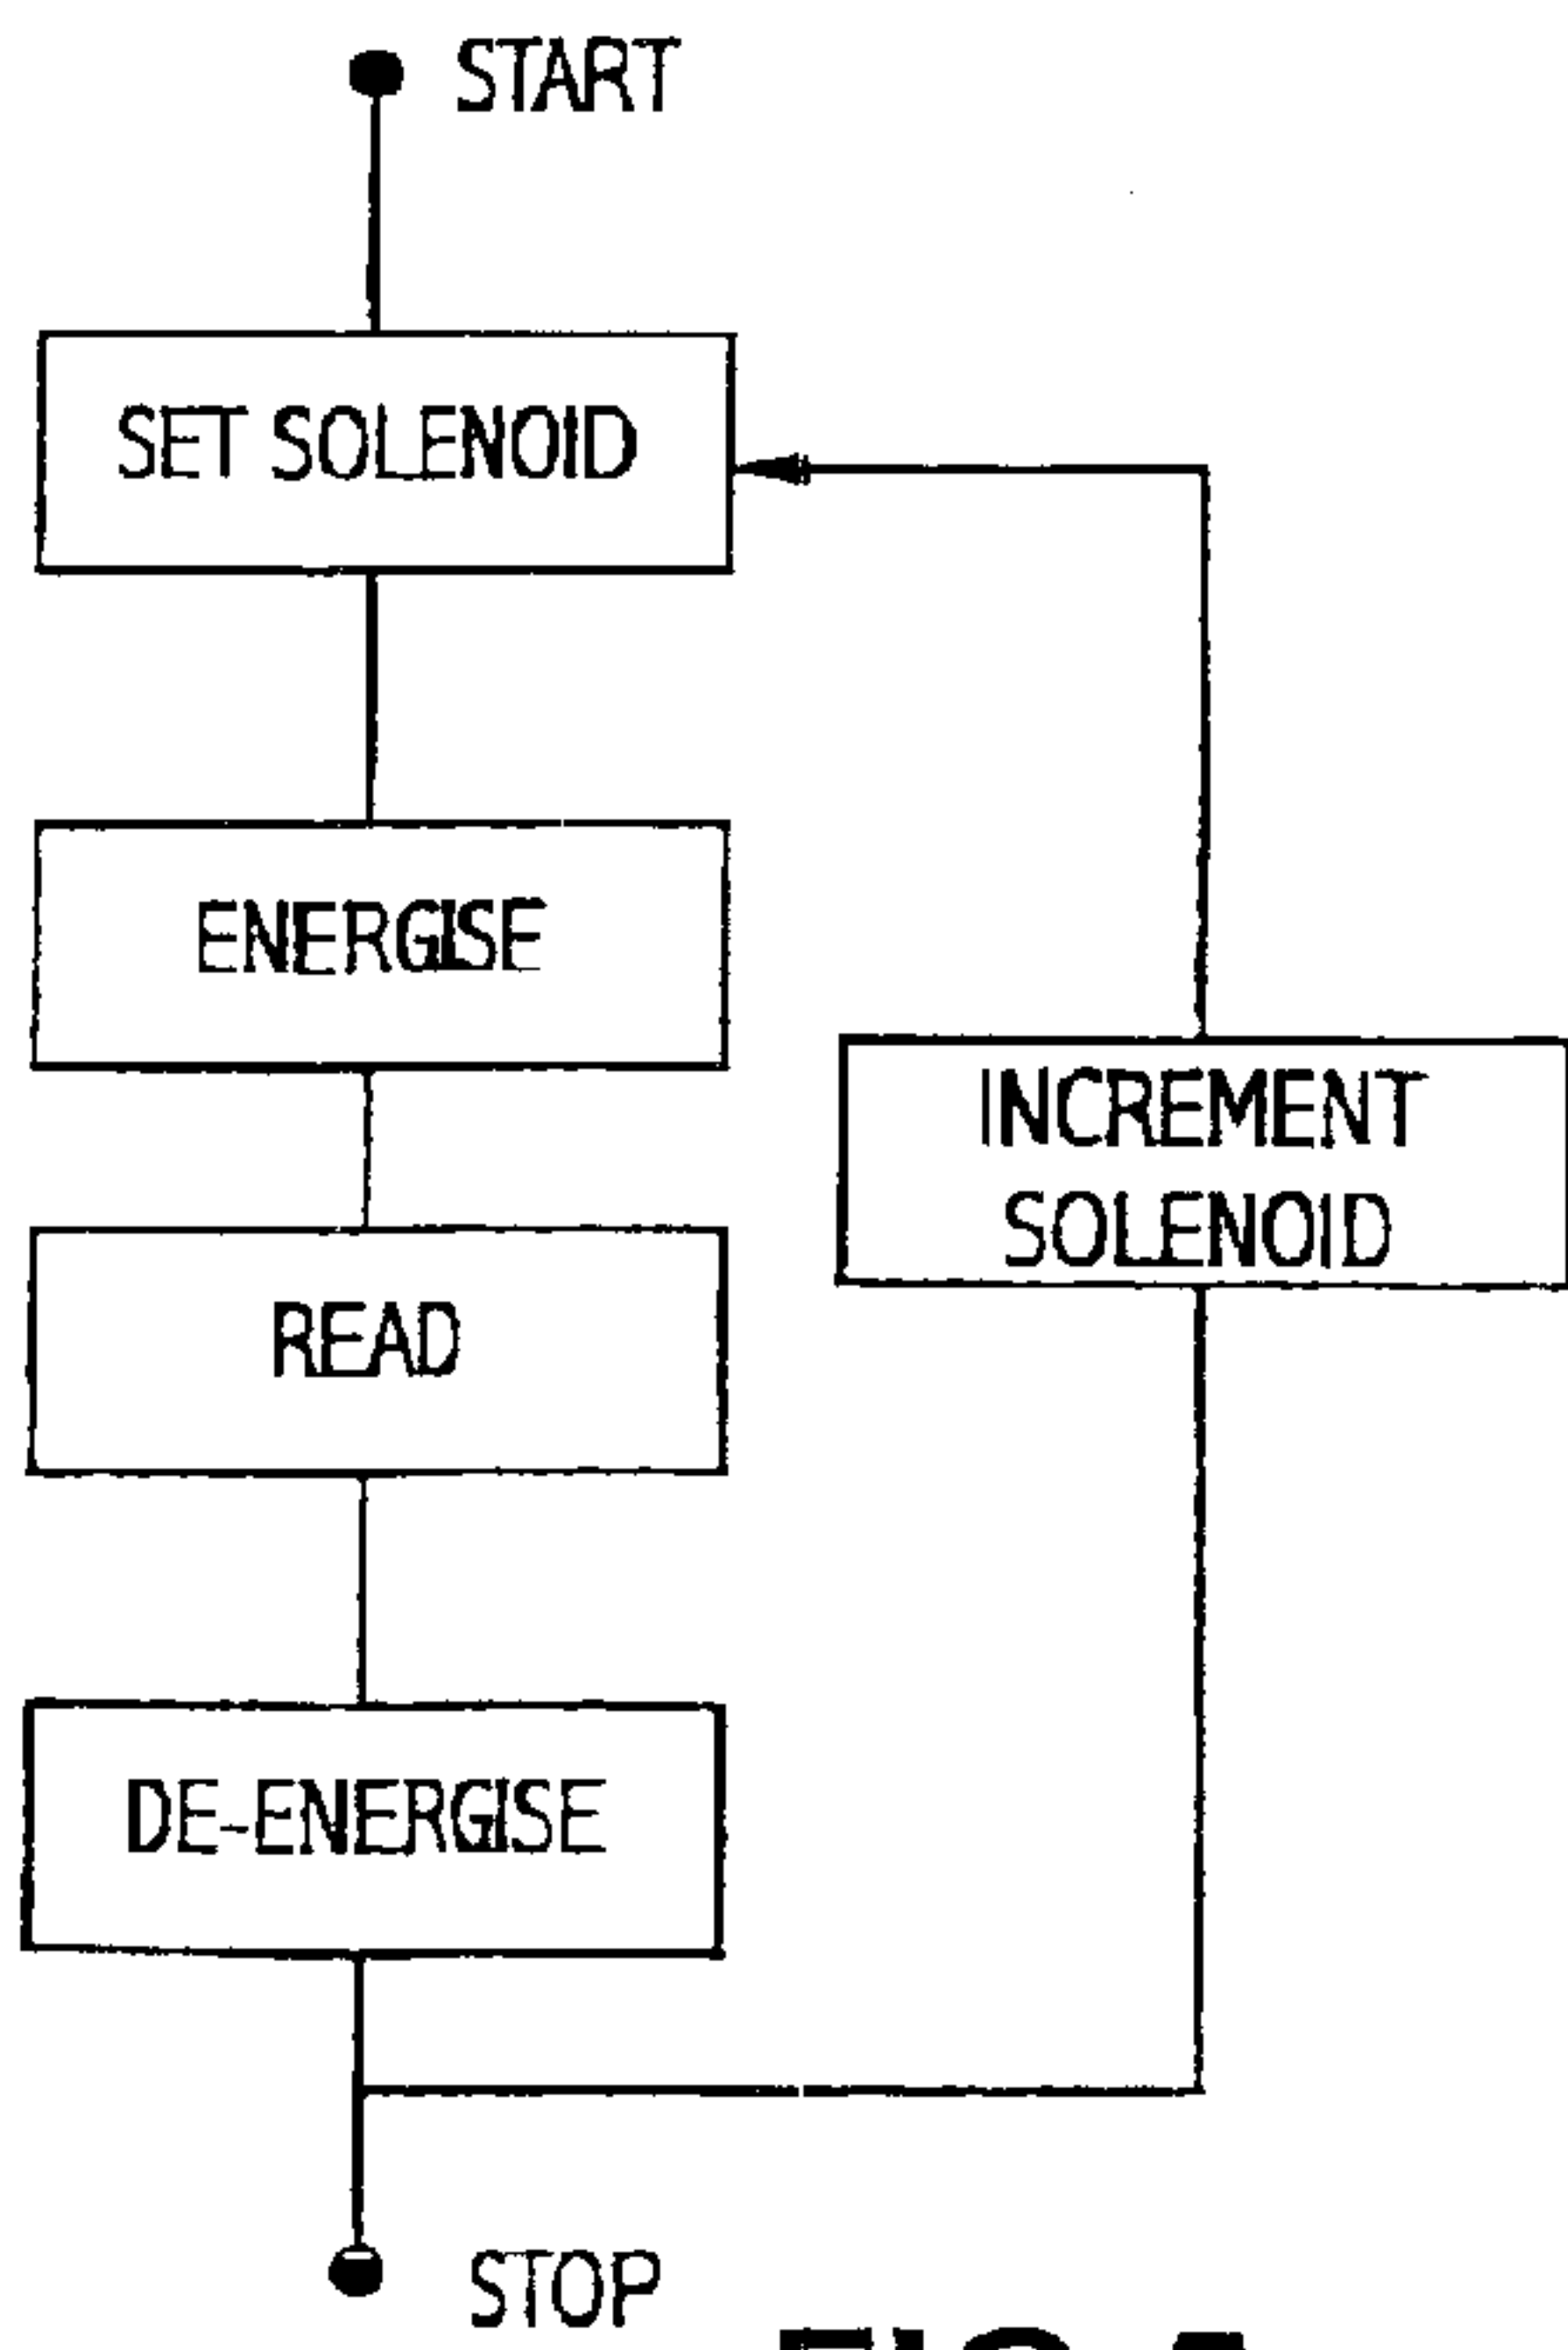 START
SET SOLENOID
ENERGISE
READ
DE-ENERGISE
INCREMENT
SOLENOID
STOP